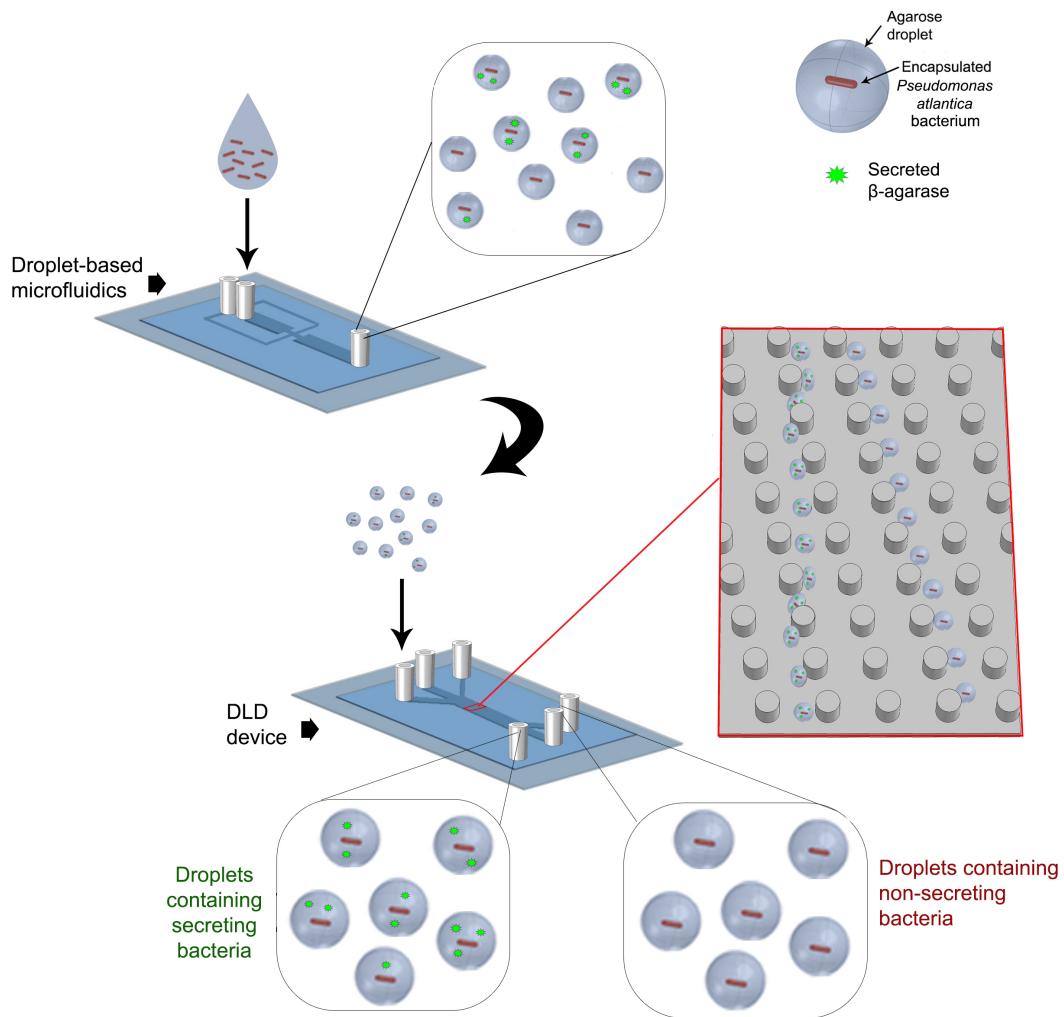 Agarose
droplet
Encapsulated
Pseudomonas
atlantica
bacterium
Secreted
β-agarase
Droplet-based
microfluidics
DLD
device
Droplets
containing
secreting
bacteria
Droplets containing
non-secreting
bacteria